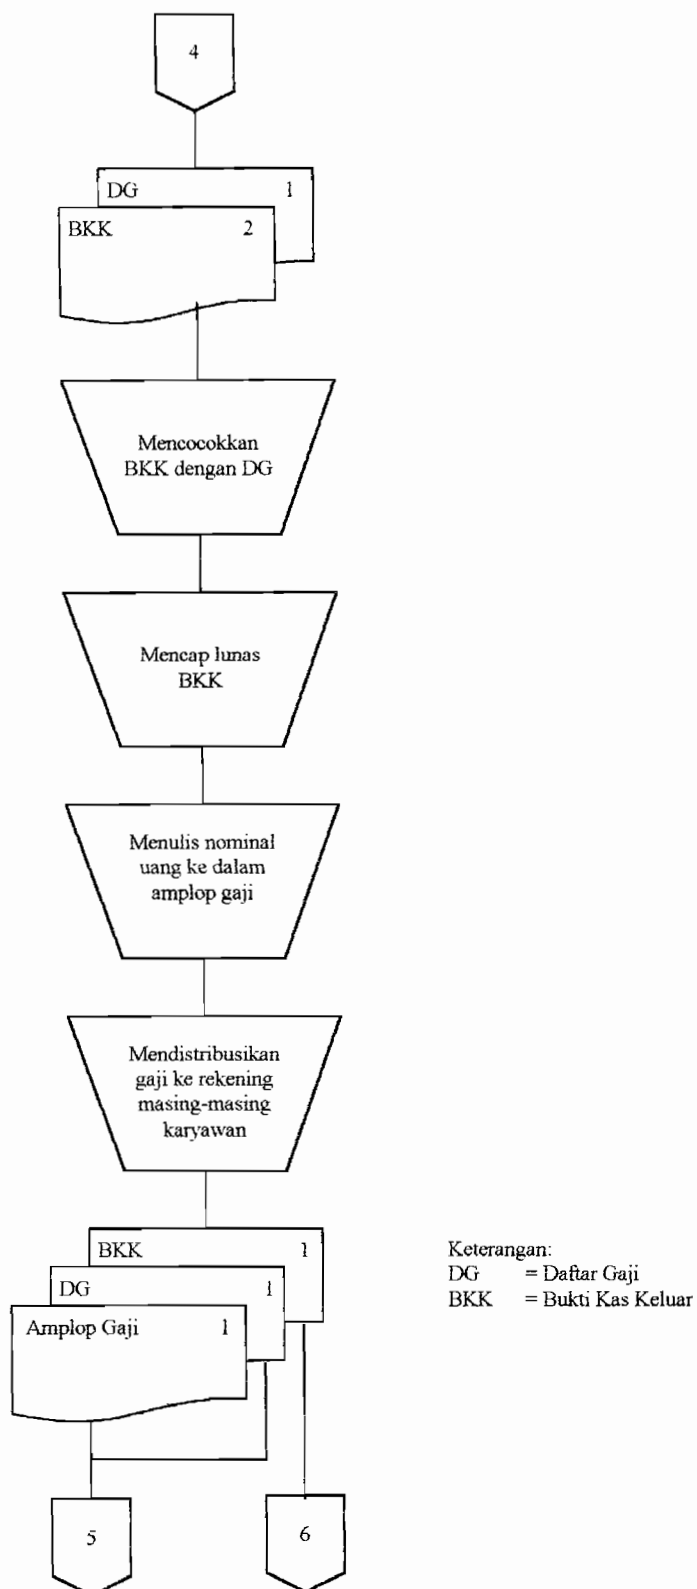 4
DG 1
BKK 2
Mencocokkan
BKK dengan DG
Mencap lunas
BKK
Menulis nominal
uang ke dalam
amplop gaji
Mendistribusikan
gaji ke rekening
masing-masing
karyawan
BKK 1
DG 1
Amplop Gaji 1
Keterangan:
DG = Daftar Gaji
BKK = Bukti Kas Keluar
5
6